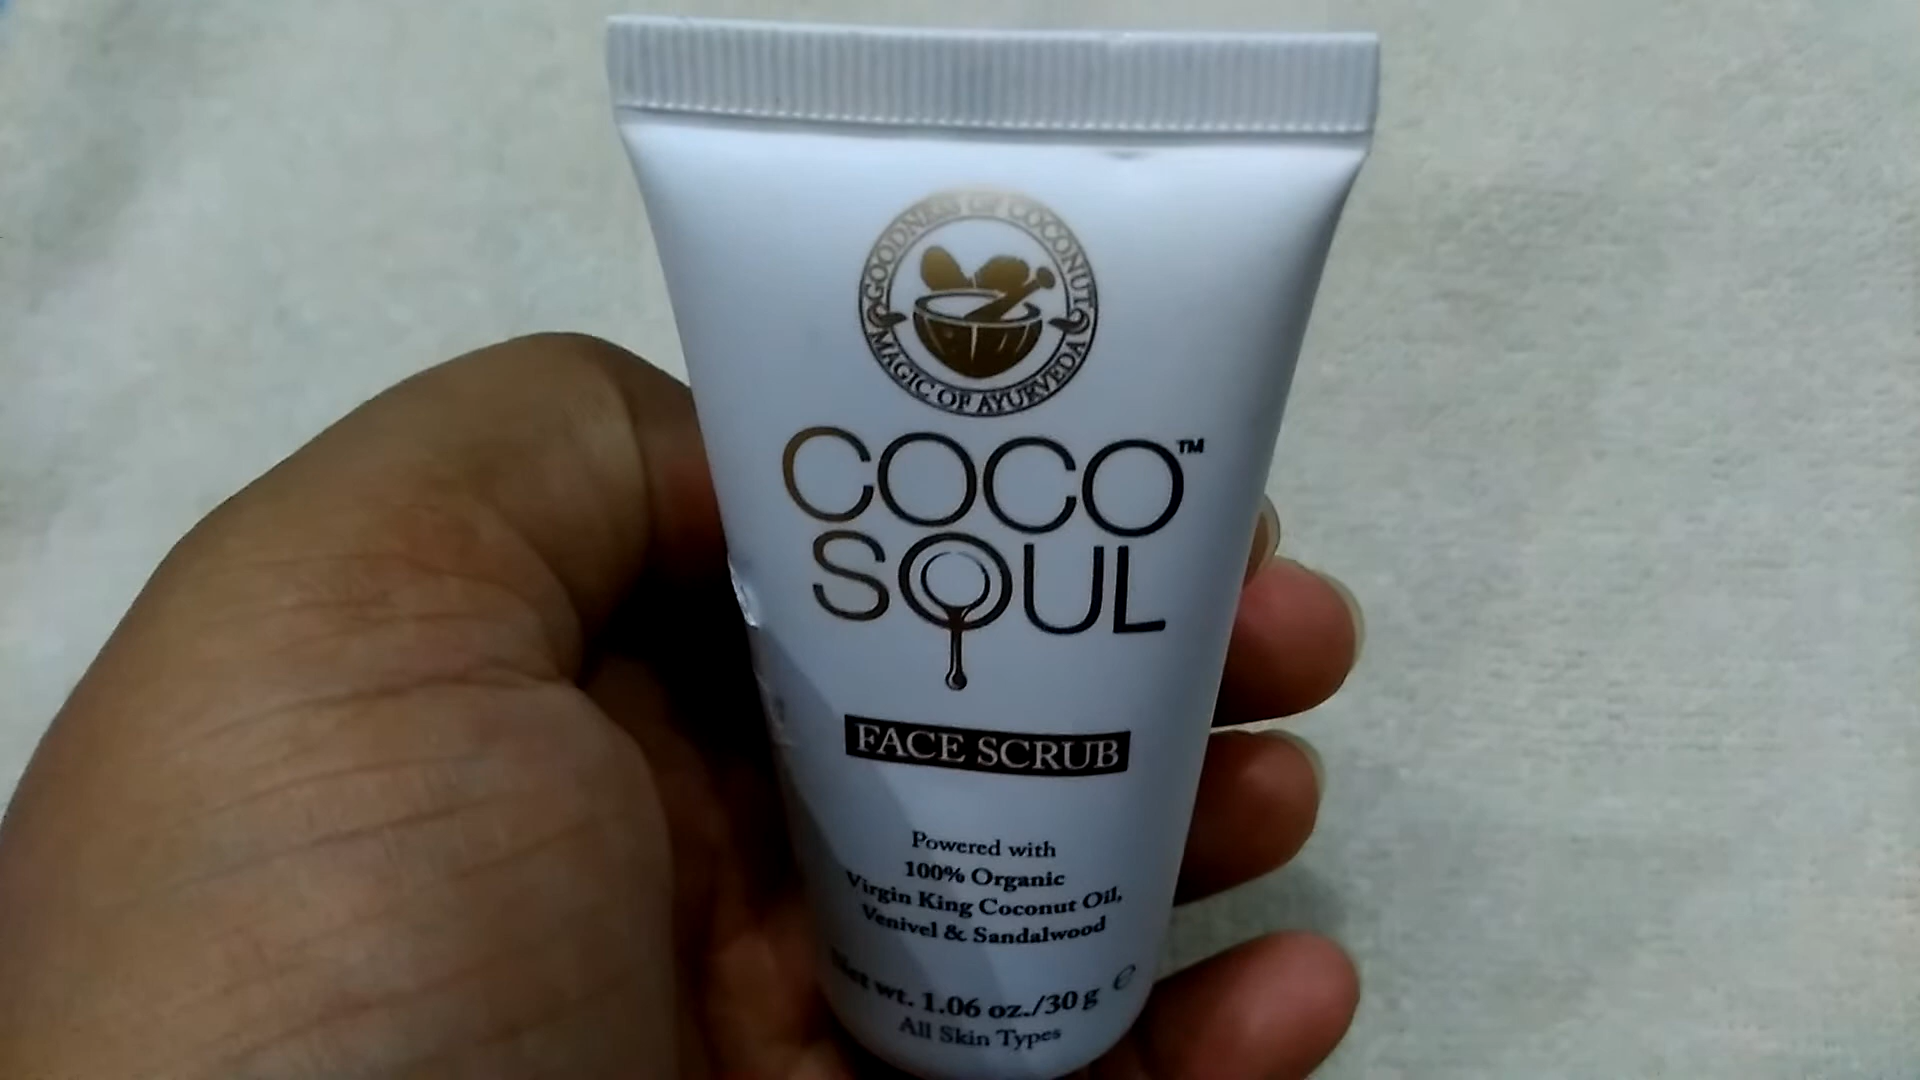 GOODNESS OF COCONUT
MAGIC OF AYURVEDA
COCO™
SOUL
FACE SCRUB
Powered with
100% Organic
Virgin King Coconut Oil,
Venivel & Sandalwood
Net wt. 1.06 oz./30 g ℮
All Skin Types